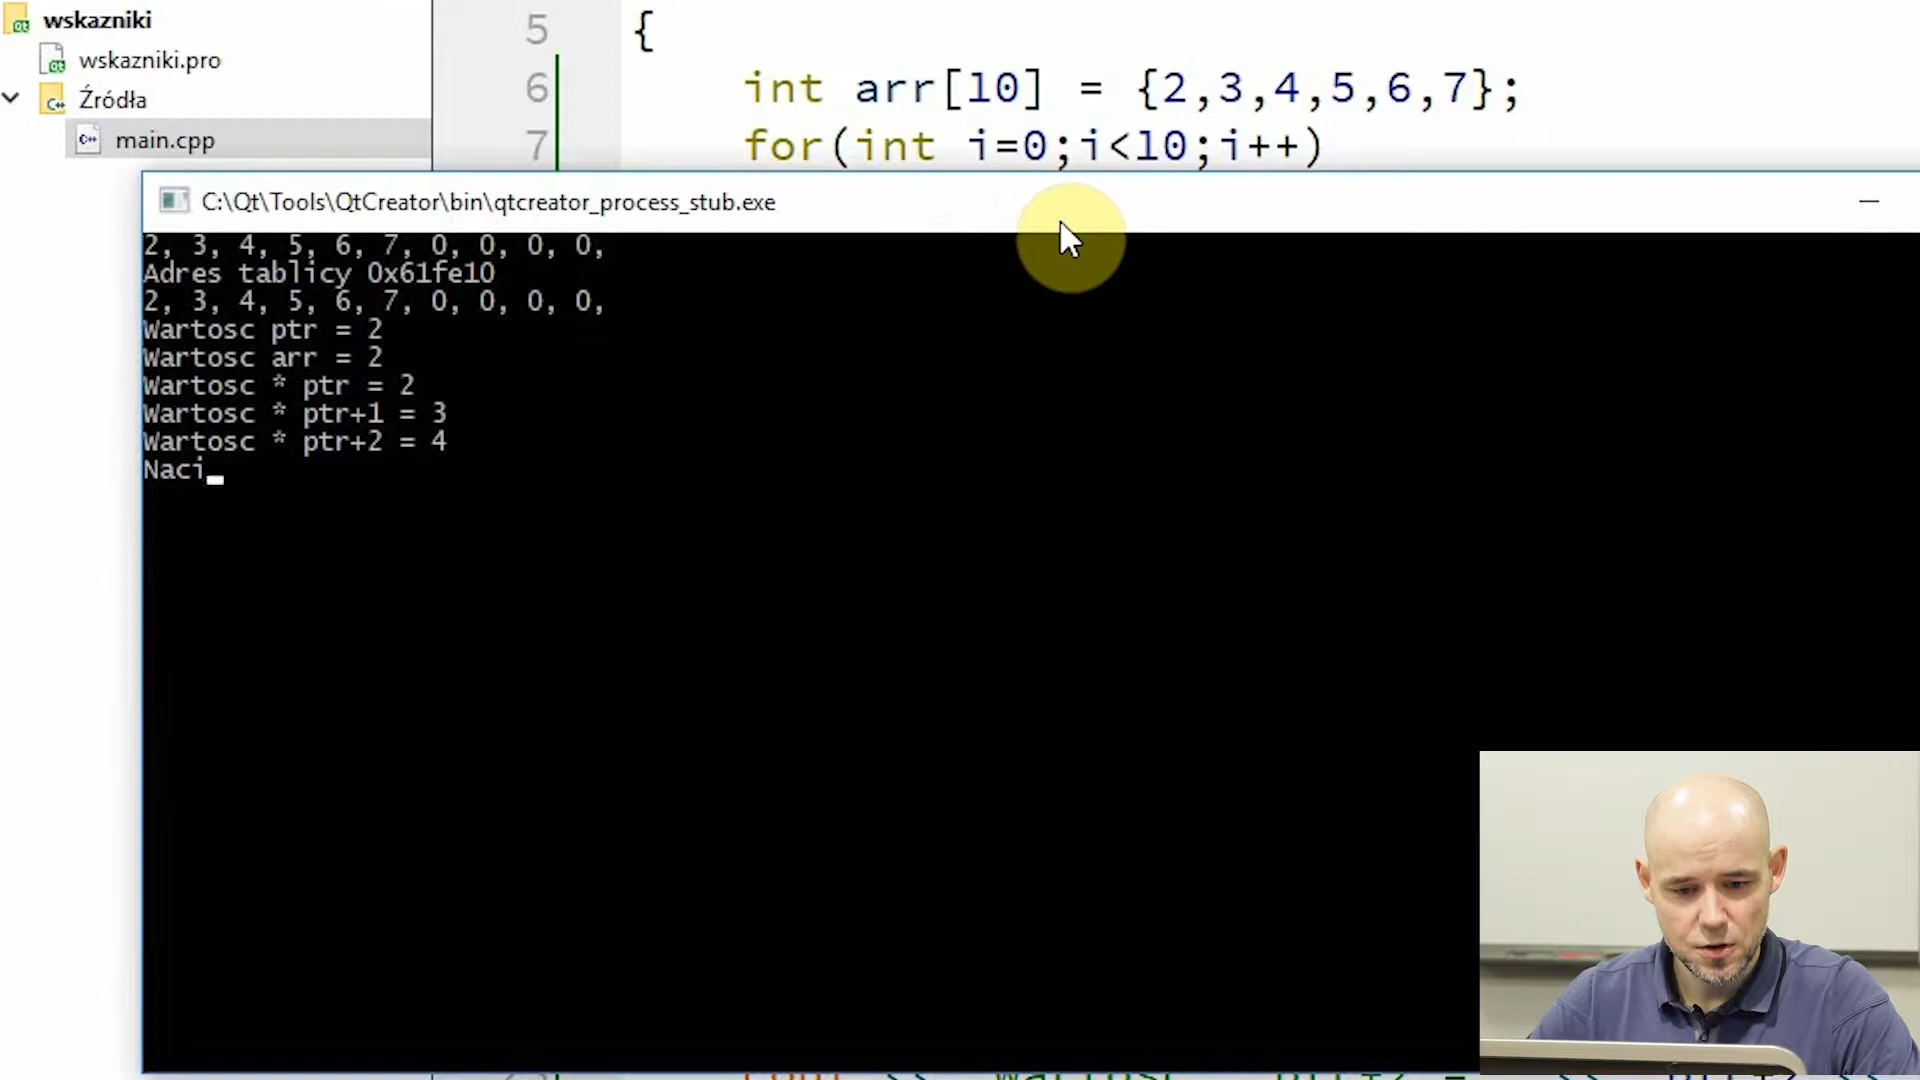 wskazniki
wskazniki.pro
Źródła
main.cpp
5 {
6 int arr[10] = {2,3,4,5,6,7};
7 for(int i=0;i<10;i++)
C:\Qt\Tools\QtCreator\bin\qtcreator_process_stub.exe
2, 3, 4, 5, 6, 7, 0, 0, 0, 0,
Adres tablicy 0x61fe10
2, 3, 4, 5, 6, 7, 0, 0, 0, 0,
Wartosc ptr = 2
Wartosc arr = 2
Wartosc * ptr = 2
Wartosc * ptr+1 = 3
Wartosc * ptr+2 = 4
Naci